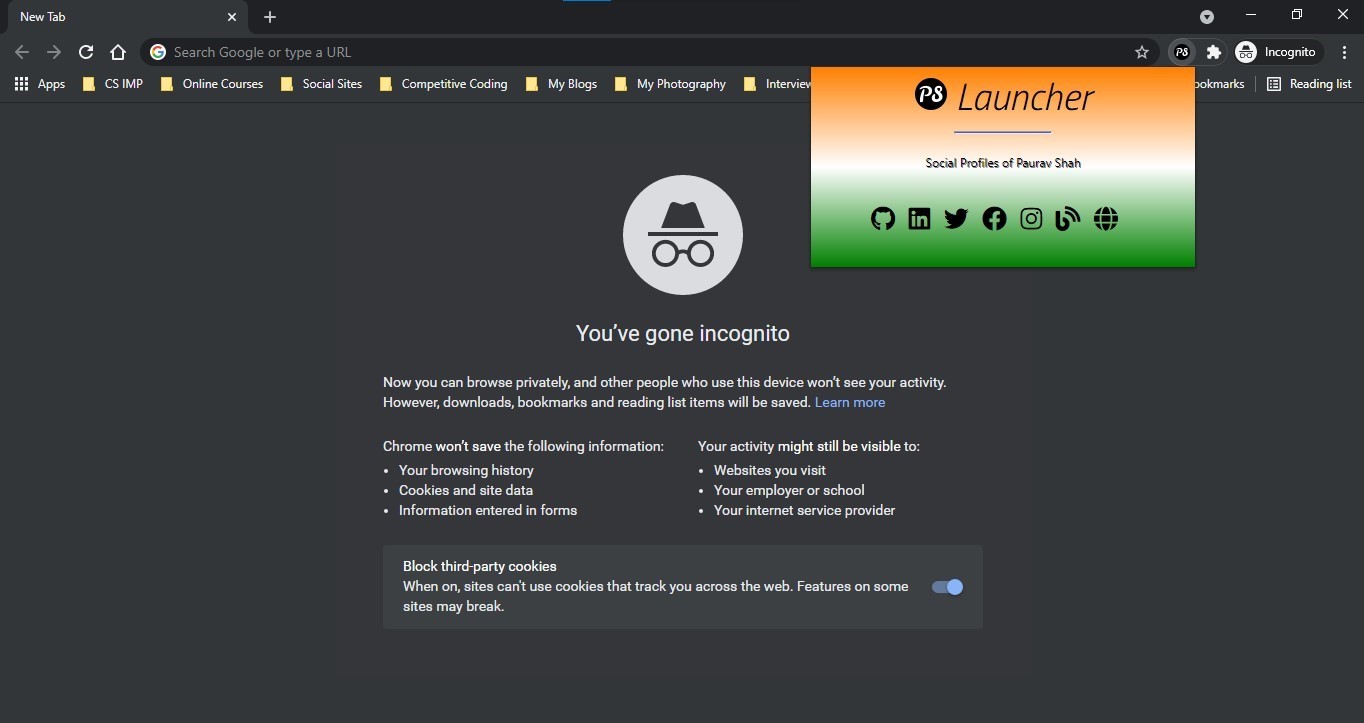 New Tab
Search Google or type a URL
PS
Incognito
Apps
CS IMP
Online Courses
Social Sites
Competitive Coding
My Blogs
My Photography
Reading list
PS Launcher
Social Profiles of Paurav Shah
You've gone incognito
Now you can browse privately, and other people who use this device won't see your activity.
However, downloads, bookmarks and reading list items will be saved. Learn more
Chrome won't save the following information:
• Your browsing history
• Cookies and site data
• Information entered in forms
Your activity might still be visible to:
• Websites you visit
• Your employer or school
• Your internet service provider
Block third-party cookies
When on, sites can't use cookies that track you across the web. Features on some
sites may break.